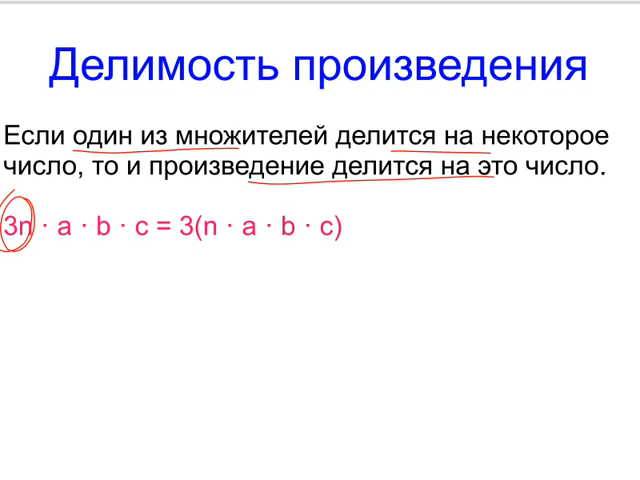 Делимость произведения
Если один из множителей делится на некоторое
число, то и произведение делится на это число.
3n · a · b · c = 3(n · a · b · c)